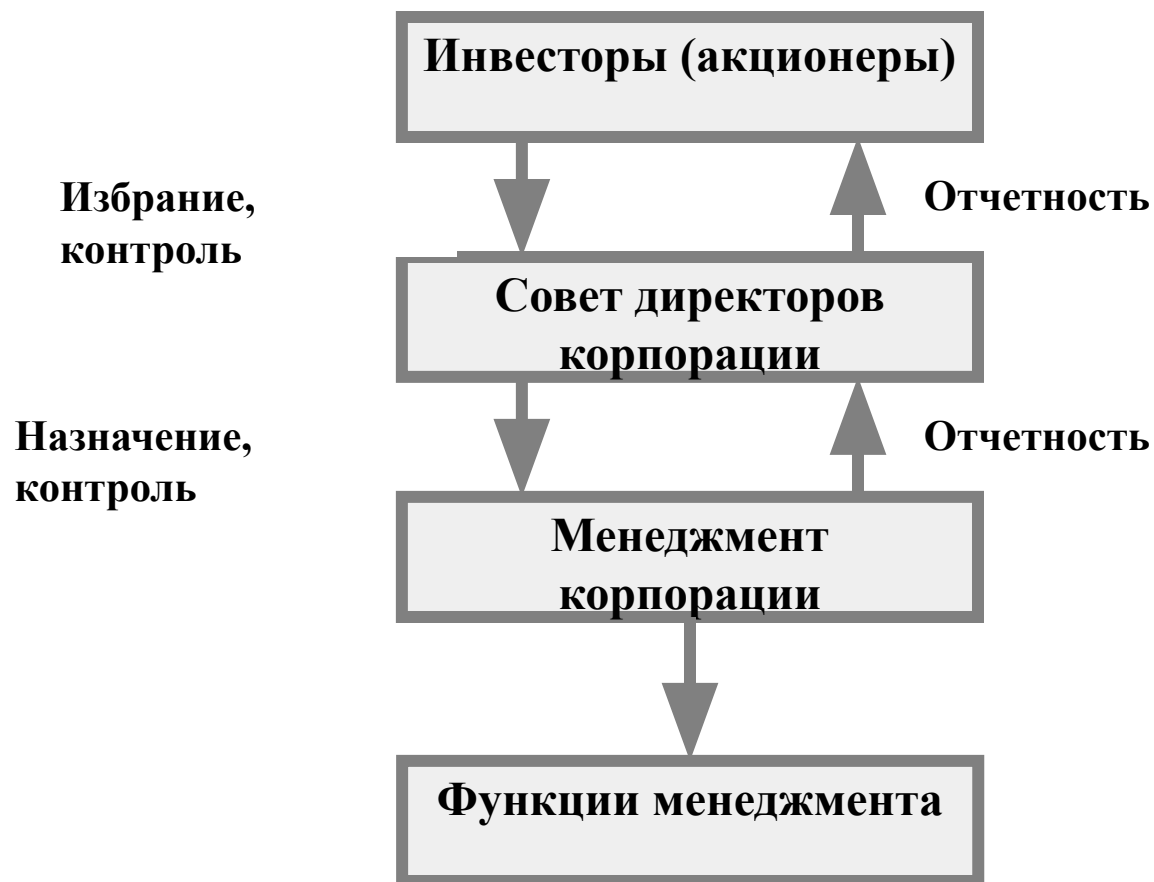 Инвесторы (акционеры)
Избрание,
контроль
Отчетность
Совет директоров
корпорации
Назначение,
контроль
Отчетность
Менеджмент
корпорации
Функции менеджмента